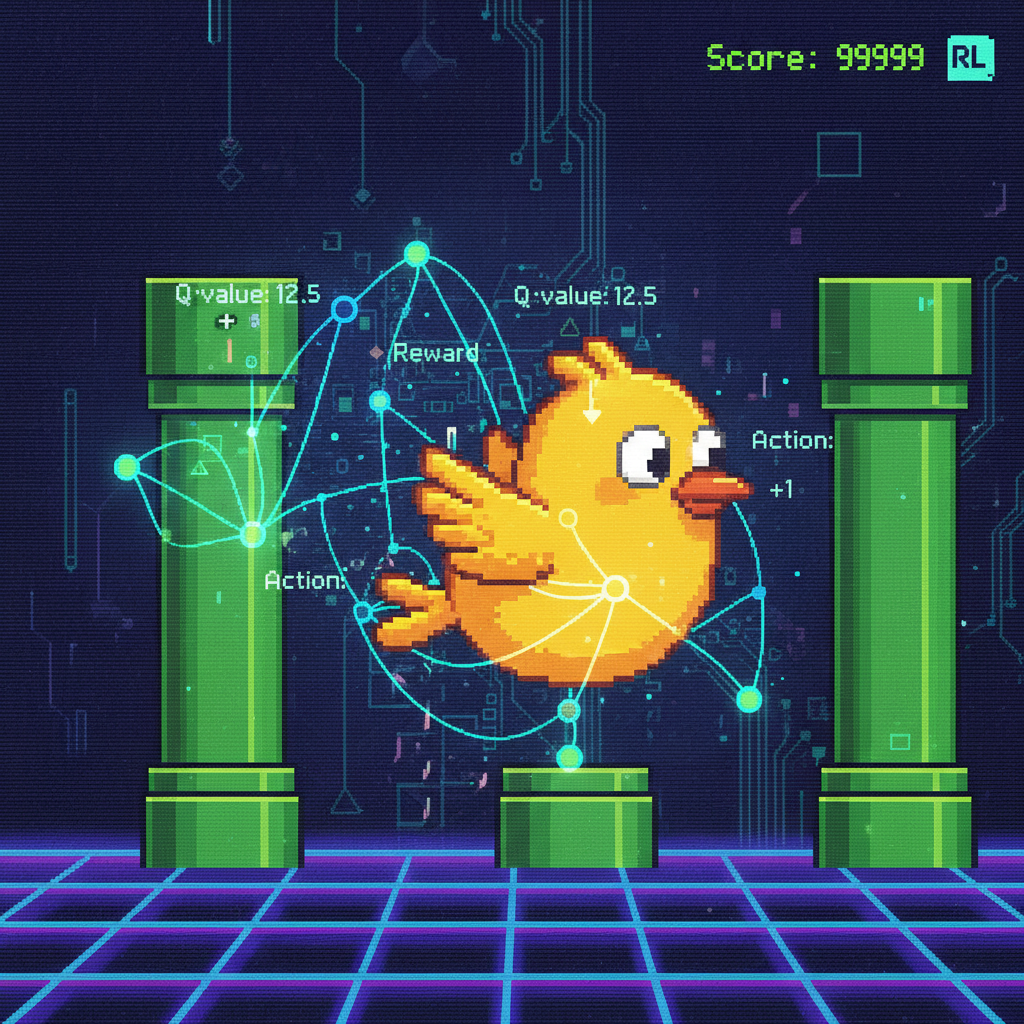 Score: 99999 RL
Q-value: 12.5
+
Q-value: 12.5
Reward
Action:
+1
Action: